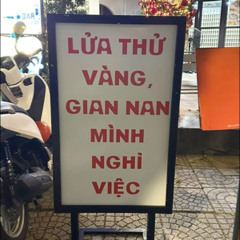 LỬA THỬ
VÀNG,
GIAN NAN
MÌNH
NGHỈ
VIỆC